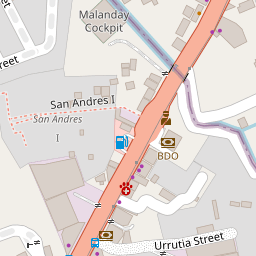 Malanday
Cockpit
Street
San Andres I
San Andres
I
BDO
Urrutia Street